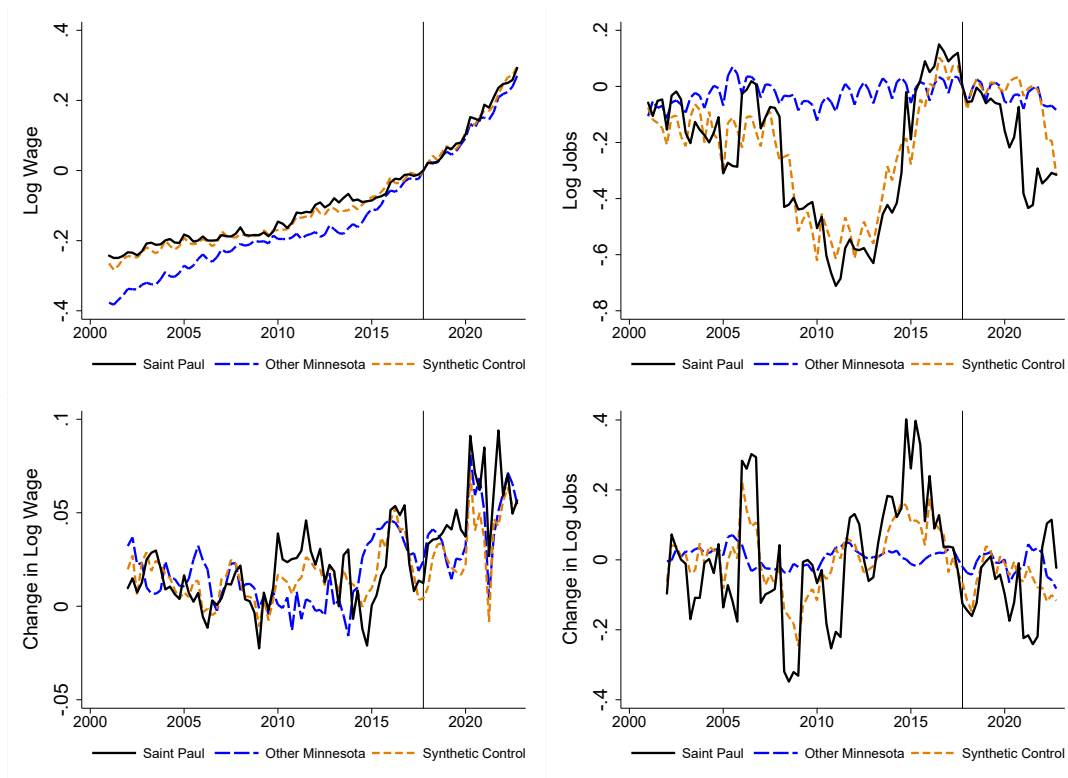 .4
.2
0
-.2
-.4
Log Wage
2000 2005 2010 2015 2020
Saint Paul Other Minnesota Synthetic Control
.2
0
-.2
-.4
-.6
-.8
Log Jobs
2000 2005 2010 2015 2020
Saint Paul Other Minnesota Synthetic Control
.1
.05
0
-.05
Change in Log Wage
2000 2005 2010 2015 2020
Saint Paul Other Minnesota Synthetic Control
.4
.2
0
-.2
-.4
Change in Log Jobs
2000 2005 2010 2015 2020
Saint Paul Other Minnesota Synthetic Control